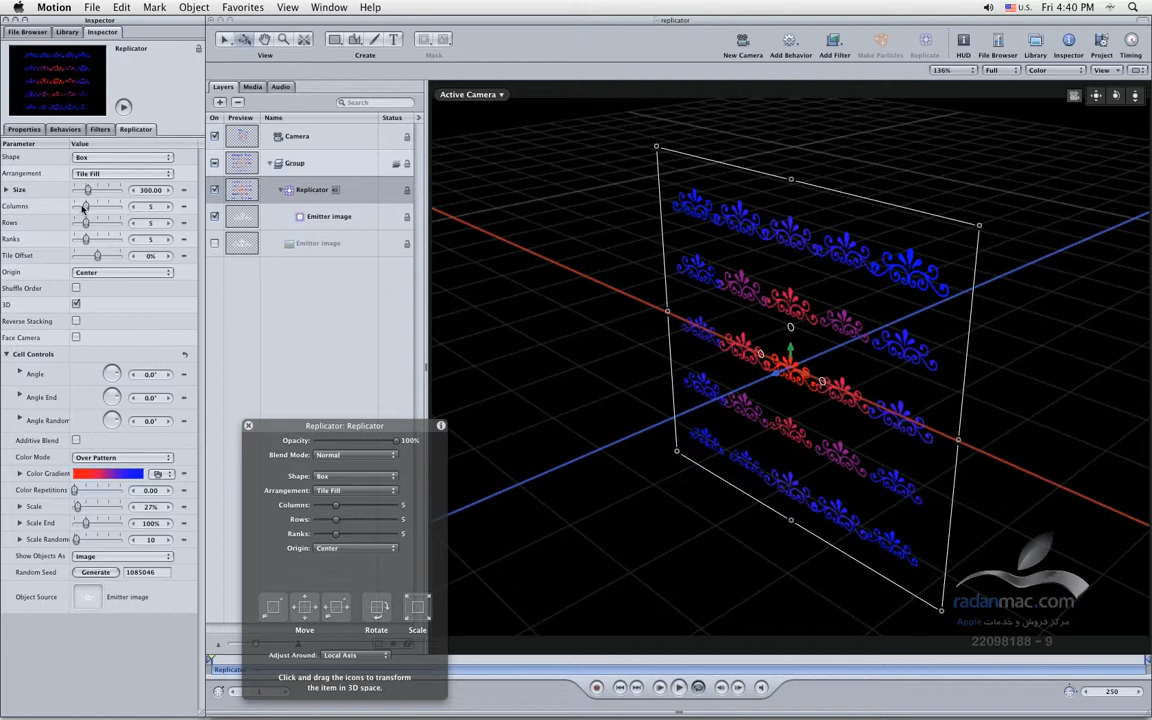 Motion File Edit Mark Object Favorites View Window Help
U.S. Fri 4:40 PM
Inspector
replicator
File Browser Library Inspector
Replicator
View Create Mask
New Camera Add Behavior Add Filter Make Particles Replicate HUD File Browser Library Inspector Project Timing
136% Full Color View
Layers Media Audio
Active Camera
Search
On Preview Name Status
Camera
Group
Replicator
Emitter image
Emitter image
Properties Behaviors Filters Replicator
Parameter Value
Shape Box
Arrangement Tile Fill
Size 300.00
Columns 5
Rows 5
Ranks 5
Tile Offset 0%
Origin Center
Shuffle Order
3D
Reverse Stacking
Face Camera
Cell Controls
Angle 0.0°
Angle End 0.0°
Angle Random 0.0°
Additive Blend
Color Mode Over Pattern
Color Gradient
Color Repetitions 0.00
Scale 27%
Scale End 100%
Scale Random 10
Show Objects As Image
Random Seed Generate 1085046
Object Source Emitter image
Replicator: Replicator
Opacity: 100%
Blend Mode: Normal
Shape: Box
Arrangement: Tile Fill
Columns: 5
Rows: 5
Ranks: 5
Origin: Center
Move Rotate Scale
Adjust Around: Local Axis
Click and drag the icons to transform
the item in 3D space.
Replicator
1
250
radanmac.com
مرکز فروش و خدمات Apple
22098188 - 9